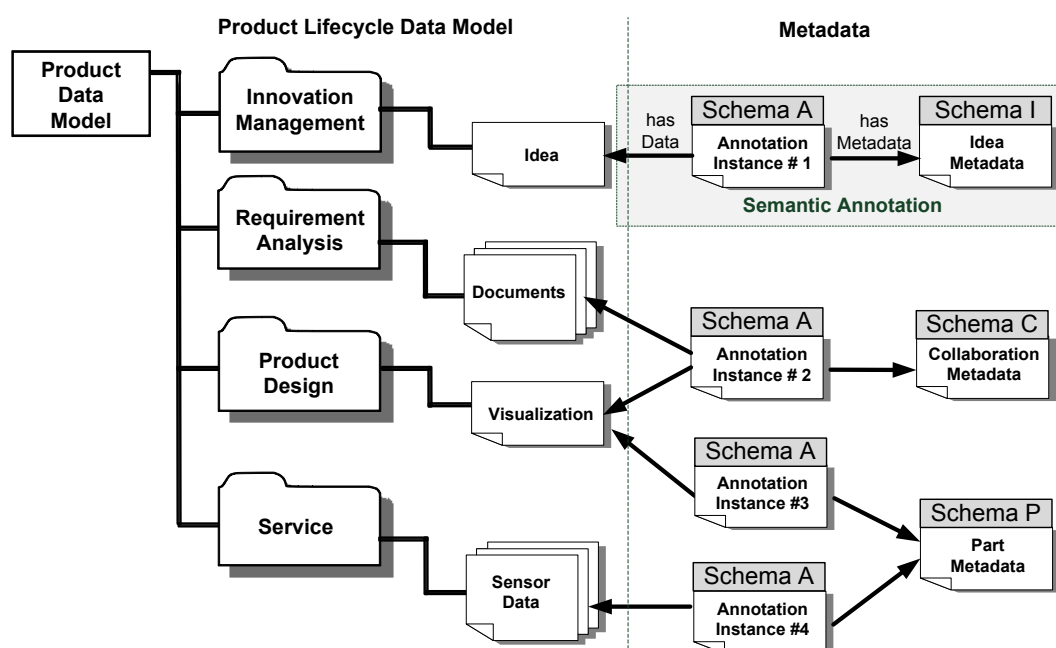 Product Lifecycle Data Model
Metadata
Product
Data
Model
Innovation
Management
Idea
has
Data
Schema A
Annotation
Instance # 1
has
Metadata
Schema I
Idea
Metadata
Semantic Annotation
Requirement
Analysis
Documents
Schema A
Annotation
Instance # 2
Schema C
Collaboration
Metadata
Product
Design
Visualization
Schema A
Annotation
Instance #3
Schema P
Part
Metadata
Service
Sensor
Data
Schema A
Annotation
Instance #4